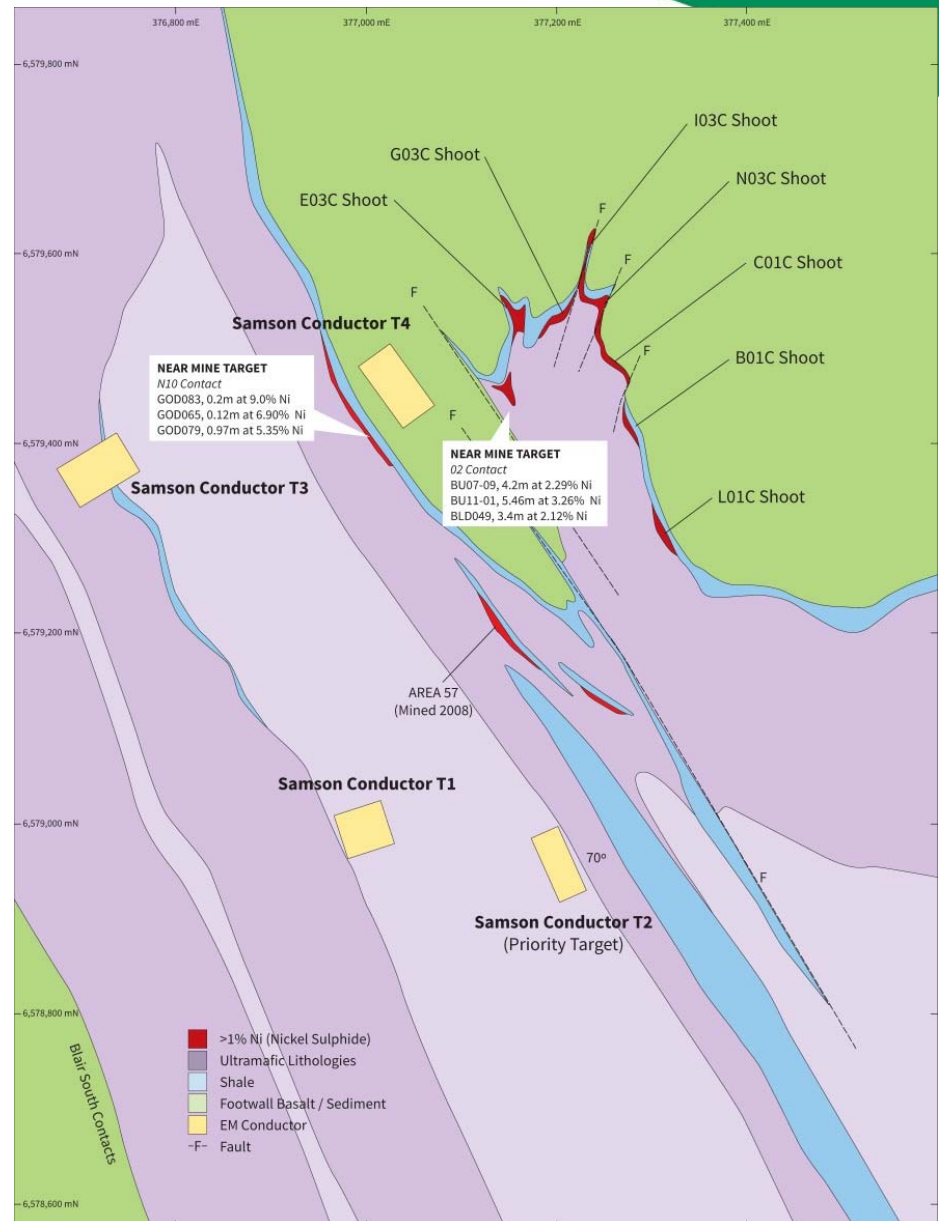 376,800 mE
377,000 mE
377,200 mE
377,400 mE
6,579,800 mN
I03C Shoot
G03C Shoot
N03C Shoot
E03C Shoot
F
6,579,600 mN
F
C01C Shoot
F
Samson Conductor T4
F
B01C Shoot
NEAR MINE TARGET
N10 Contact
GOD083, 0.2m at 9.0% Ni
GOD065, 0.12m at 6.90% Ni
GOD079, 0.97m at 5.35% Ni
F
6,579,400 mN
NEAR MINE TARGET
02 Contact
BU07-09, 4.2m at 2.29% Ni
BU11-01, 5.46m at 3.26% Ni
BLD049, 3.4m at 2.12% Ni
Samson Conductor T3
L01C Shoot
6,579,200 mN
AREA 57
(Mined 2008)
Samson Conductor T1
6,579,000 mN
70°
F
Samson Conductor T2
(Priority Target)
6,578,800 mN
>1% Ni (Nickel Sulphide)
Ultramafic Lithologies
Shale
Footwall Basalt / Sediment
EM Conductor
-F- Fault
Blair South Contacts
6,578,600 mN